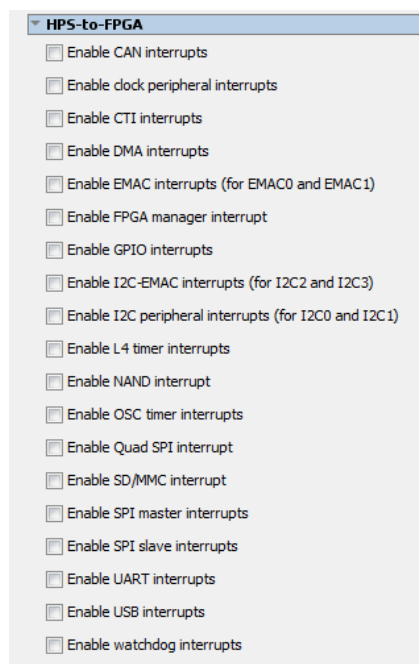 HPS-to-FPGA
Enable CAN interrupts
Enable clock peripheral interrupts
Enable CTI interrupts
Enable DMA interrupts
Enable EMAC interrupts (for EMAC0 and EMAC1)
Enable FPGA manager interrupt
Enable GPIO interrupts
Enable I2C-EMAC interrupts (for I2C2 and I2C3)
Enable I2C peripheral interrupts (for I2C0 and I2C1)
Enable L4 timer interrupts
Enable NAND interrupt
Enable OSC timer interrupts
Enable Quad SPI interrupt
Enable SD/MMC interrupt
Enable SPI master interrupts
Enable SPI slave interrupts
Enable UART interrupts
Enable USB interrupts
Enable watchdog interrupts